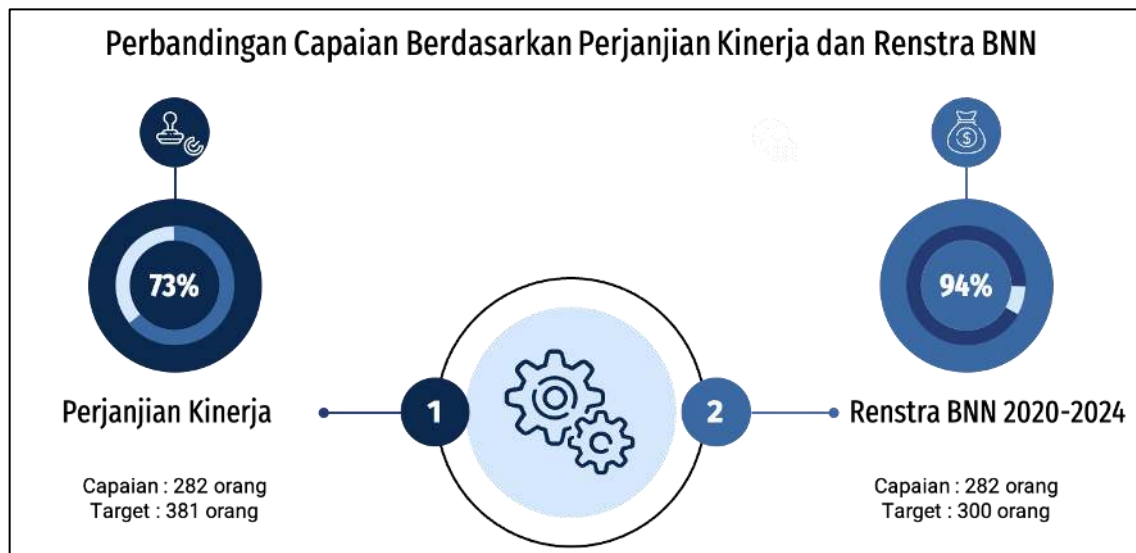 Perbandingan Capaian Berdasarkan Perjanjian Kinerja dan Renstra BNN
73%
Perjanjian Kinerja
Capaian : 282 orang
Target : 381 orang
1
2
$
94%
Renstra BNN 2020-2024
Capaian : 282 orang
Target : 300 orang